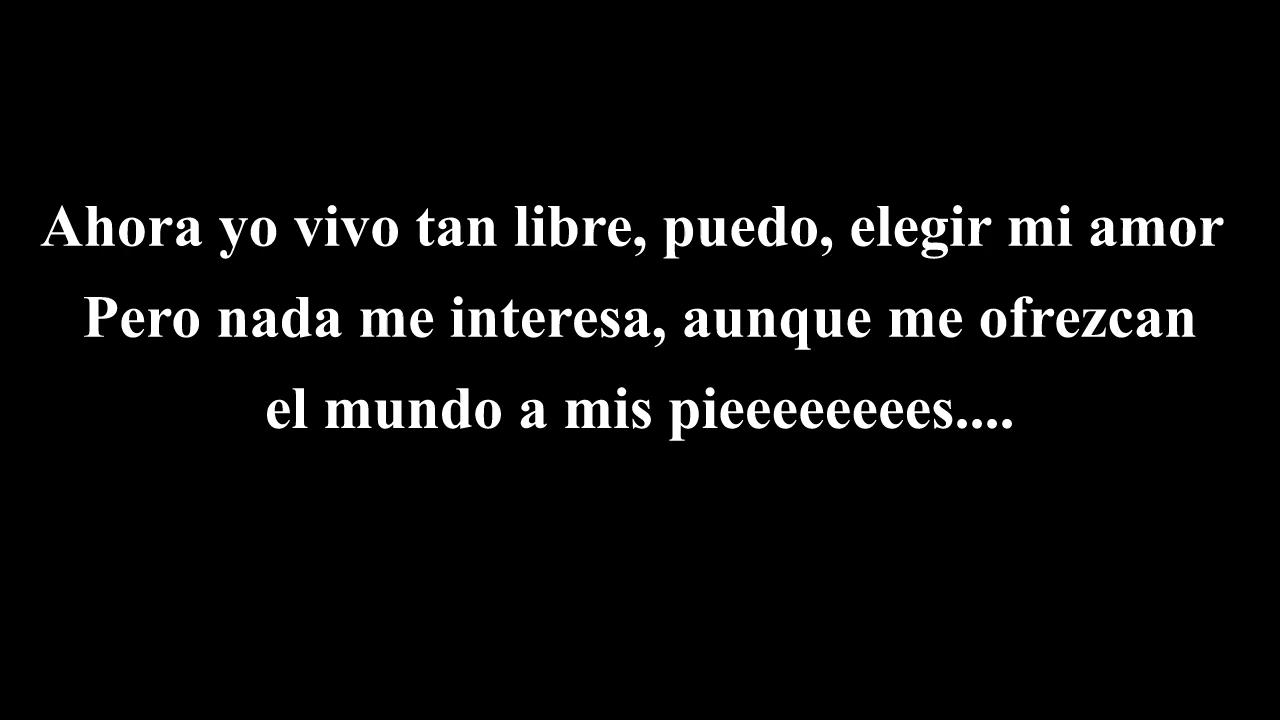 Ahora yo vivo tan libre, puedo, elegir mi amor
Pero nada me interesa, aunque me ofrezcan
el mundo a mis pieeeeeeeees....